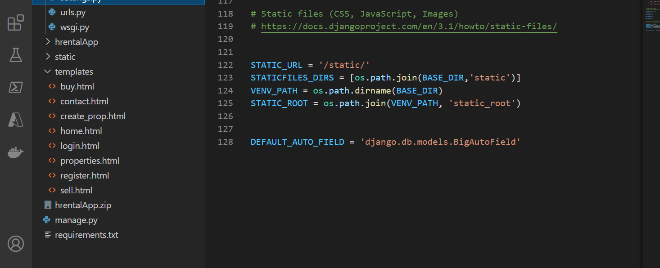 urls.py
wsgi.py
hrentalApp
static
templates
buy.html
contact.html
create_prop.html
home.html
login.html
properties.html
register.html
sell.html
hrentalApp.zip
manage.py
requirements.txt
117
118 # Static files (CSS, JavaScript, Images)
119 # https://docs.djangoproject.com/en/3.1/howto/static-files/
120
121
122 STATIC_URL = '/static/'
123 STATICFILES_DIRS = [os.path.join(BASE_DIR,'static')]
124 VENV_PATH = os.path.dirname(BASE_DIR)
125 STATIC_ROOT = os.path.join(VENV_PATH, 'static_root')
126
127
128 DEFAULT_AUTO_FIELD = 'django.db.models.BigAutoField'